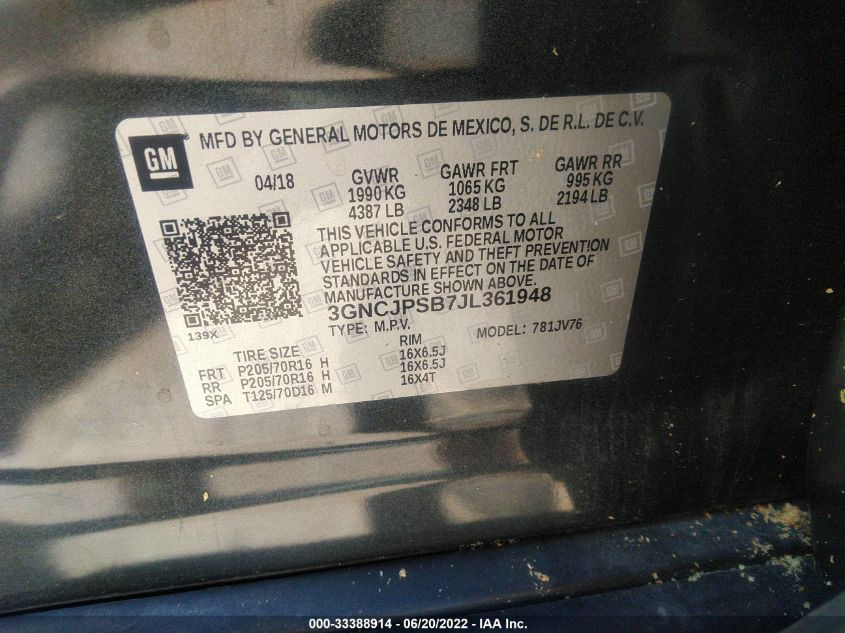 GM MFD BY GENERAL MOTORS DE MEXICO, S. DE R.L. DE C.V.
04/18 GVWR GAWR FRT GAWR RR
1990 KG 1065 KG 995 KG
4387 LB 2348 LB 2194 LB
THIS VEHICLE CONFORMS TO ALL
APPLICABLE U.S. FEDERAL MOTOR
VEHICLE SAFETY AND THEFT PREVENTION
STANDARDS IN EFFECT ON THE DATE OF
MANUFACTURE SHOWN ABOVE.
3GNCJPSB7JL361948
139X TYPE: M.P.V. MODEL: 781JV76
TIRE SIZE RIM
FRT P205/70R16 H 16X6.5J
RR P205/70R16 H 16X6.5J
SPA T125/70D16 M 16X4T
000-33388914 - 06/20/2022 - IAA Inc.